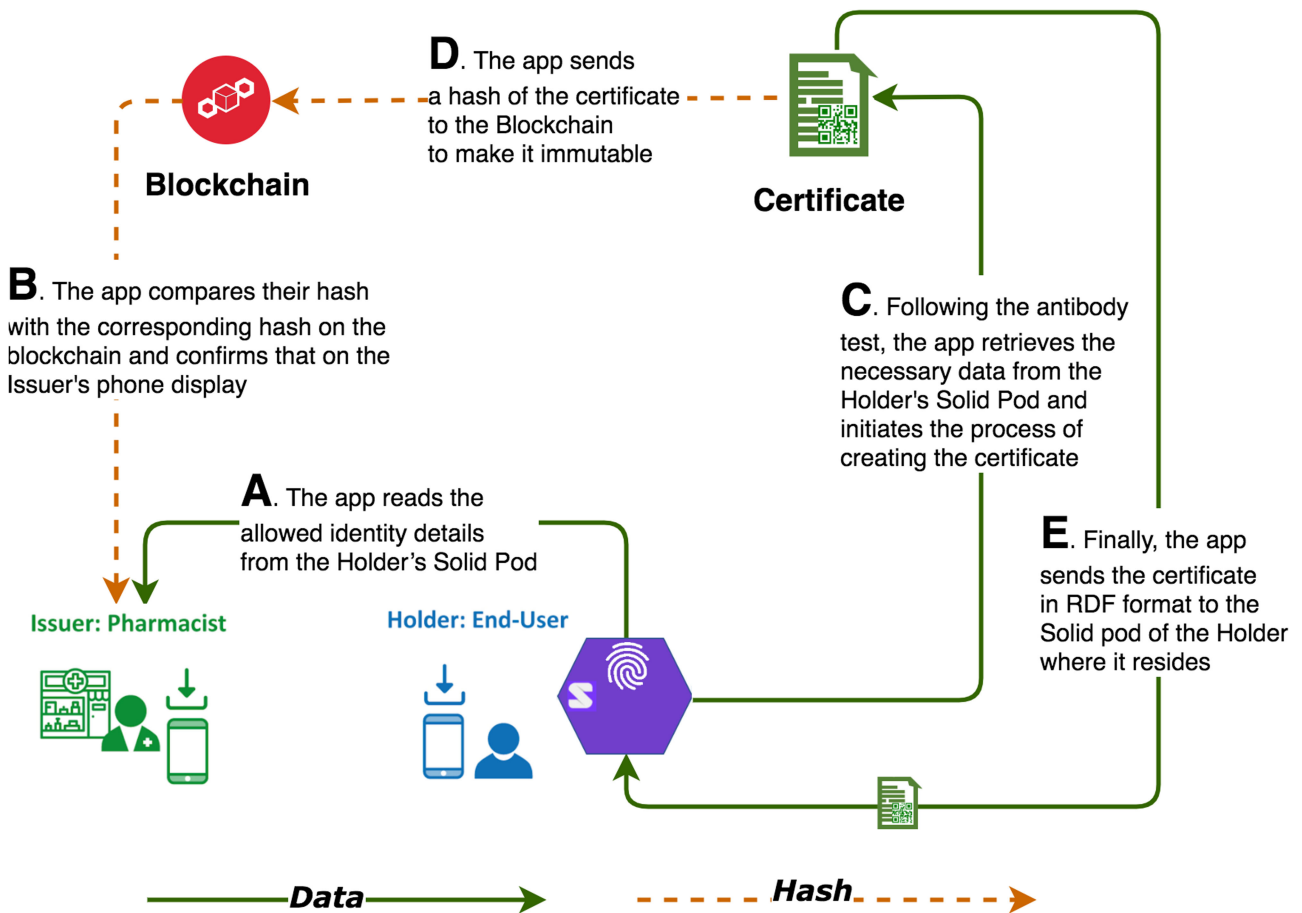 D. The app sends
a hash of the certificate
to the Blockchain
to make it immutable
Blockchain
Certificate
B. The app compares their hash
with the corresponding hash on the
blockchain and confirms that on the
Issuer's phone display
C. Following the antibody
test, the app retrieves the
necessary data from the
Holder's Solid Pod and
initiates the process of
creating the certificate
A. The app reads the
allowed identity details
from the Holder’s Solid Pod
E. Finally, the app
sends the certificate
in RDF format to the
Solid pod of the Holder
where it resides
Issuer: Pharmacist
Holder: End-User
S
Data
Hash